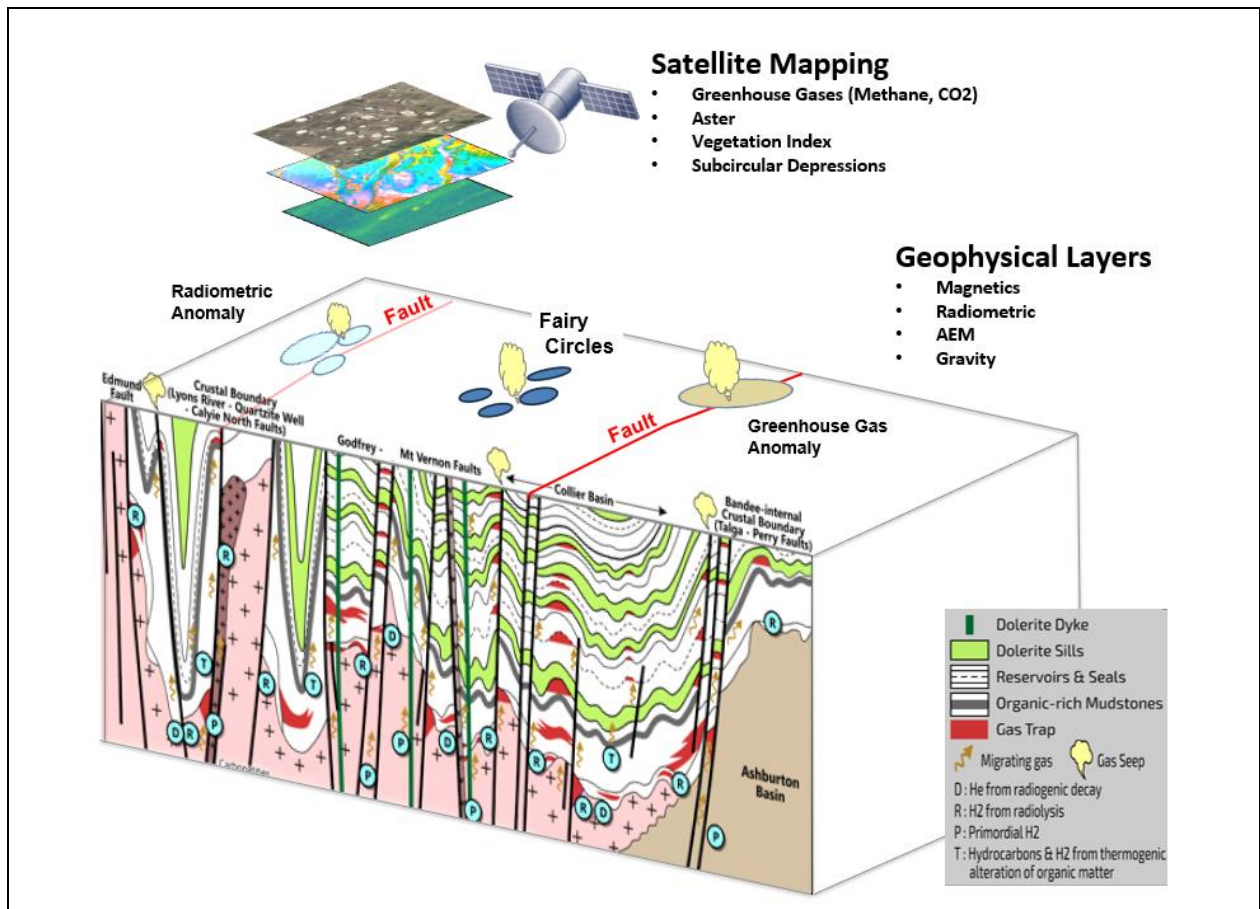 Satellite Mapping
• Greenhouse Gases (Methane, CO2)
• Aster
• Vegetation Index
• Subcircular Depressions
Geophysical Layers
• Magnetics
• Radiometric
• AEM
• Gravity
Radiometric
Anomaly
Fault
Fairy
Circles
Fault
Greenhouse Gas
Anomaly
Edmund
Fault
Crustal Boundary
(Lyons River - Quartzite Well
- Calyie North Faults)
Godfrey -
Mt Vernon Faults
Collier Basin
Bandee-internal
Crustal Boundary
(Talga - Perry Faults)
R
R
T
D
R
P
R
T
D
R
P
P
D
R
P
R
R
D
T
R
R
P
Ashburton
Basin
Carbonatites
Dolerite Dyke
Dolerite Sills
Reservoirs & Seals
Organic-rich Mudstones
Gas Trap
Migrating gas
Gas Seep
D : He from radiogenic decay
R : H2 from radiolysis
P : Primordial H2
T : Hydrocarbons & H2 from thermogenic
alteration of organic matter